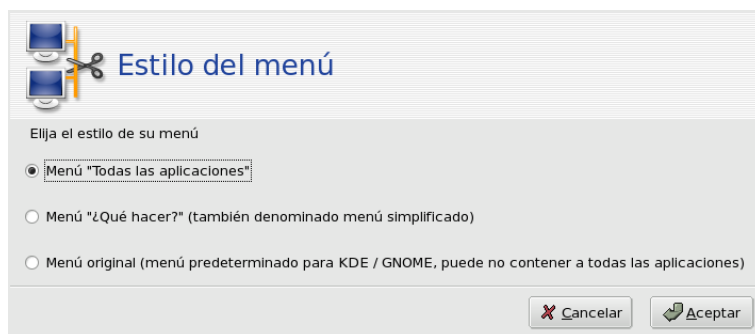 Estilo del menú
Elija el estilo de su menú
Menú "Todas las aplicaciones"
Menú "¿Qué hacer?" (también denominado menú simplificado)
Menú original (menú predeterminado para KDE / GNOME, puede no contener a todas las aplicaciones)
Cancelar Aceptar